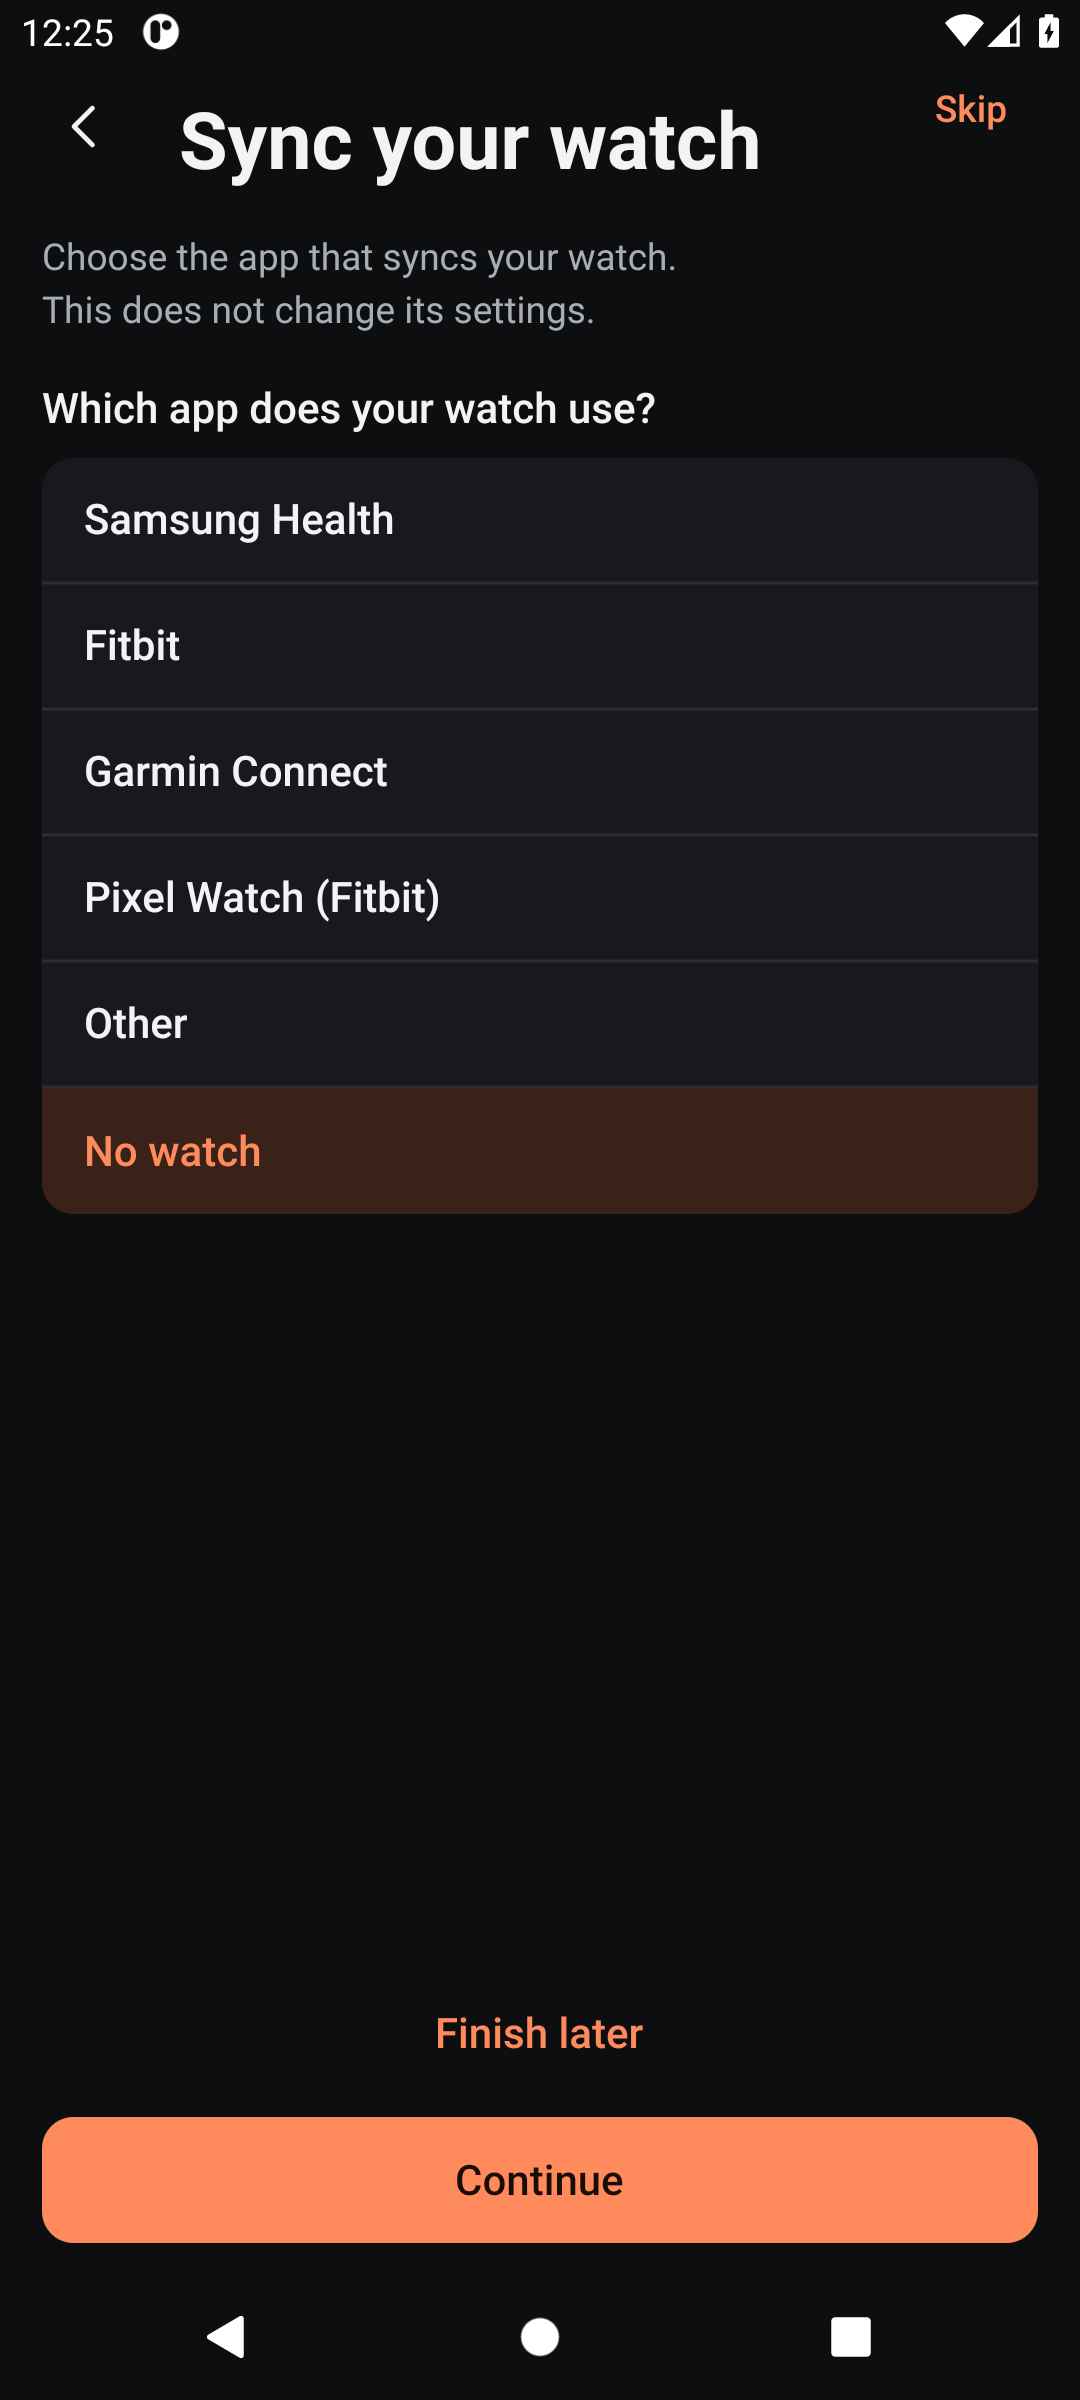 12:25
Skip
Sync your watch
Choose the app that syncs your watch.
This does not change its settings.
Which app does your watch use?
Samsung Health
Fitbit
Garmin Connect
Pixel Watch (Fitbit)
Other
No watch
Finish later
Continue